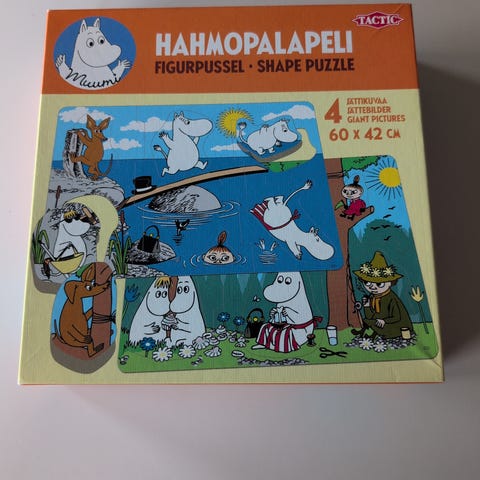 TACTIC
Muumi
HAHMOPALAPELI
FIGURPUSSEL · SHAPE PUZZLE
4 JÄTTIKUVAA
JÄTTEBILDER
GIANT PICTURES
60 X 42 CM